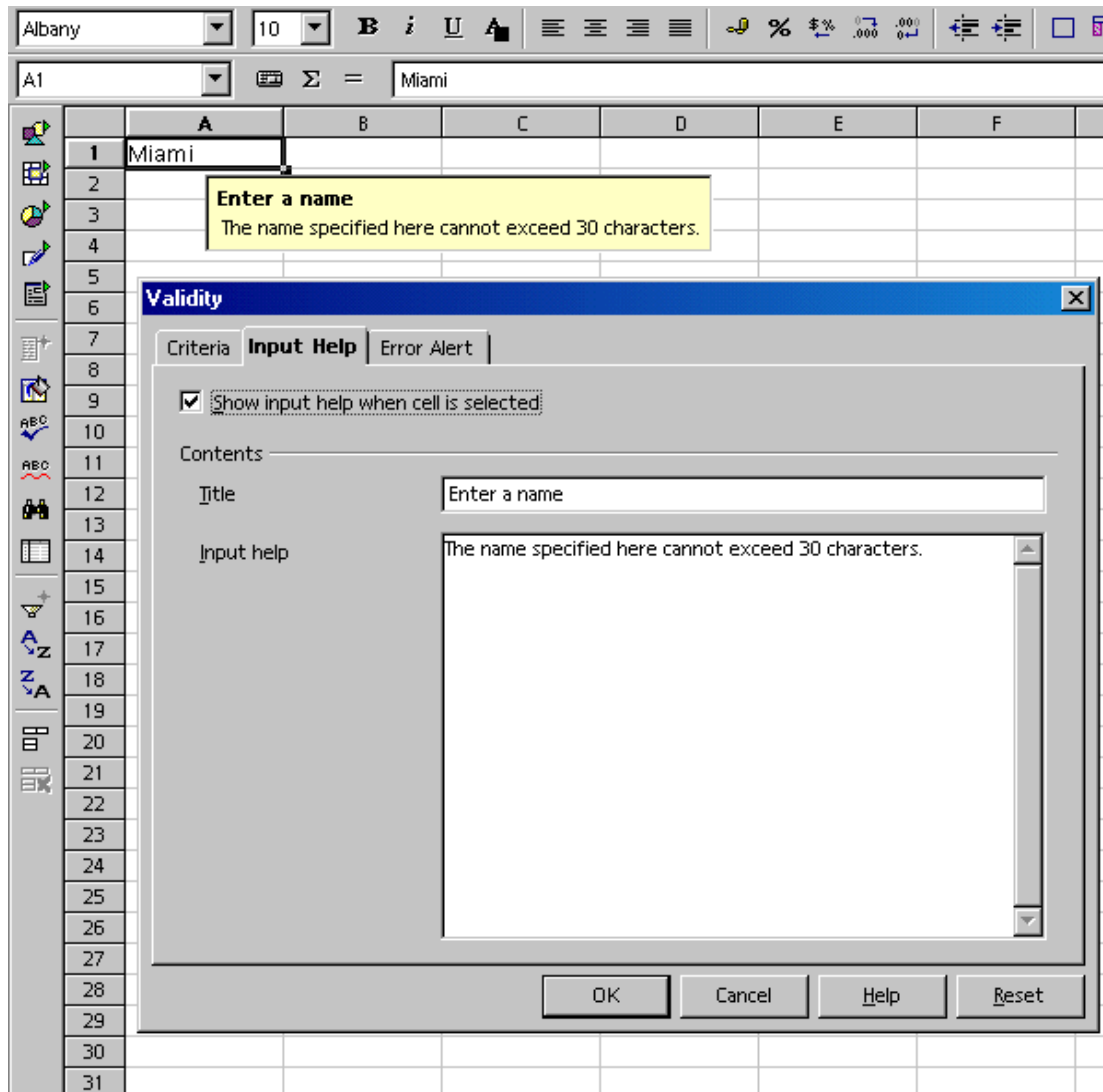 Albany 10 B i U A % $% .000 .000
A1 Σ = Miami
A B C D E F
1 Miami
2
Enter a name
3
The name specified here cannot exceed 30 characters.
4
5
6
Validity
7
Criteria Input Help Error Alert
8
9
Show input help when cell is selected
ABC
10
Contents
ABC
11
12
Title Enter a name
13
14
Input help The name specified here cannot exceed 30 characters.
15
16
A Z
17
Z A
18
19
20
21
22
23
24
25
26
27
28
OK Cancel Help Reset
29
30
31